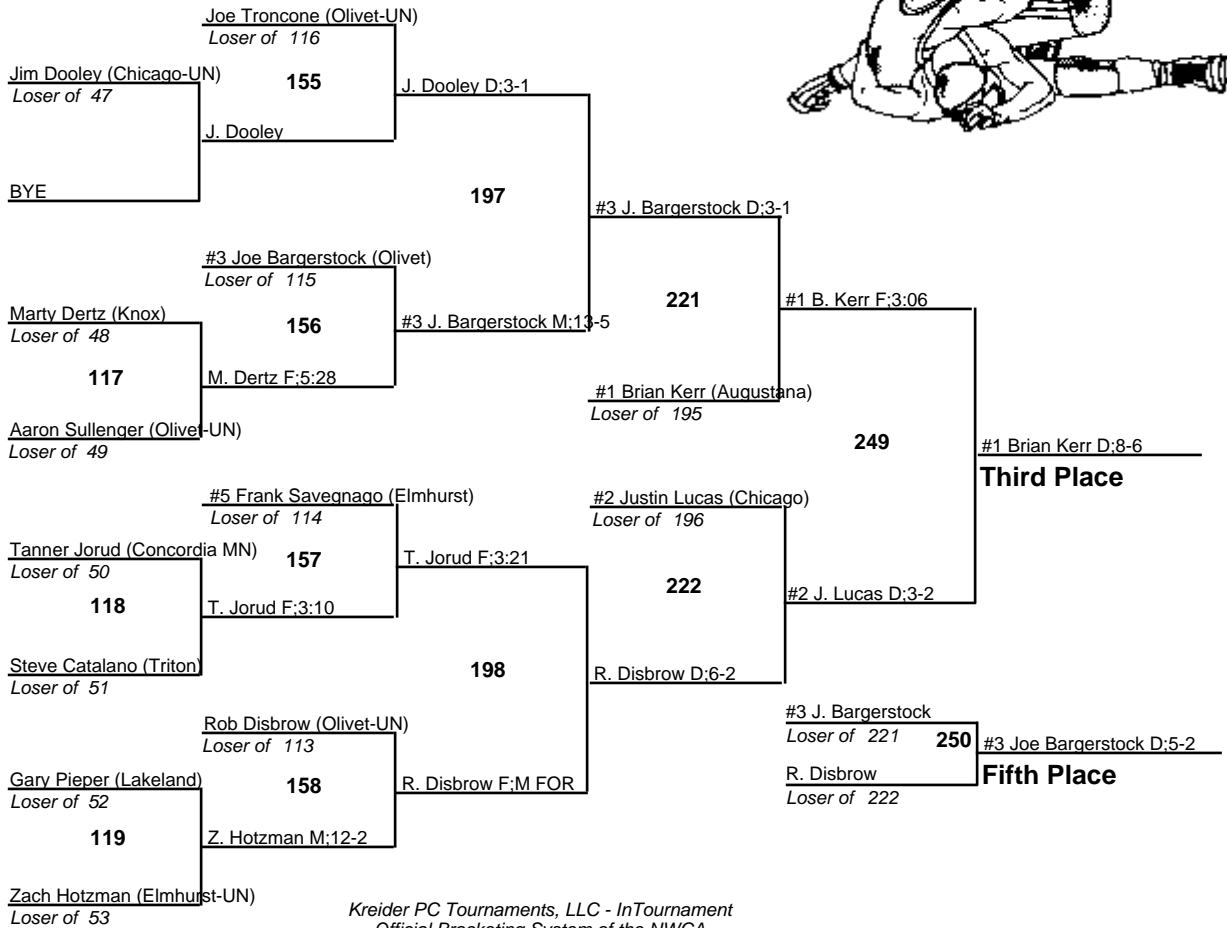 Joe Troncone (Olivet-UN)
Loser of 116
Jim Dooley (Chicago-UN)
Loser of 47
155
J. Dooley D;3-1
J. Dooley
BYE
197
#3 J. Bargerstock D;3-1
#3 Joe Bargerstock (Olivet)
Loser of 115
221
#1 B. Kerr F;3:06
Marty Dertz (Knox)
Loser of 48
156
#3 J. Bargerstock M;13-5
117
M. Dertz F;5:28
#1 Brian Kerr (Augustana)
Loser of 195
Aaron Sullenger (Olivet-UN)
Loser of 49
249
#1 Brian Kerr D;8-6
Third Place
#5 Frank Savegnago (Elmhurst)
Loser of 114
#2 Justin Lucas (Chicago)
Loser of 196
Tanner Jorud (Concordia MN)
Loser of 50
157
T. Jorud F;3:21
222
118
T. Jorud F;3:10
#2 J. Lucas D;3-2
Steve Catalano (Triton)
Loser of 51
198
R. Disbrow D;6-2
Rob Disbrow (Olivet-UN)
Loser of 113
#3 J. Bargerstock
Loser of 221
250
#3 Joe Bargerstock D;5-2
Fifth Place
R. Disbrow
Loser of 222
Gary Pieper (Lakeland)
Loser of 52
158
R. Disbrow F;M FOR
119
Z. Hotzman M;12-2
Zach Hotzman (Elmhurst-UN)
Loser of 53
Kreider PC Tournaments, LLC - InTournament
Official Bracketing System of the NWCA